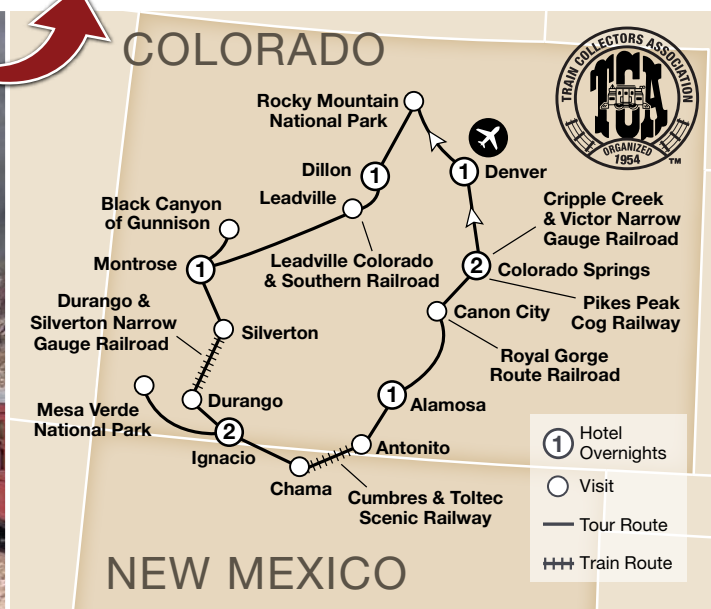 COLORADO
TRAIN COLLECTORS ASSOCIATION
TCA
ORGANIZED
1954
TM
Rocky Mountain
National Park
Dillon
1
1
Denver
Leadville
Black Canyon
of Gunnison
Cripple Creek
& Victor Narrow
Gauge Railroad
Montrose
1
Leadville Colorado
& Southern Railroad
2
Colorado Springs
Durango &
Silverton Narrow
Gauge Railroad
Silverton
Canon City
Pikes Peak
Cog Railway
Royal Gorge
Route Railroad
Mesa Verde
National Park
Durango
1
Alamosa
2
Ignacio
Antonito
Chama
Cumbres & Toltec
Scenic Railway
1
Hotel
Overnights
Visit
Tour Route
Train Route
NEW MEXICO